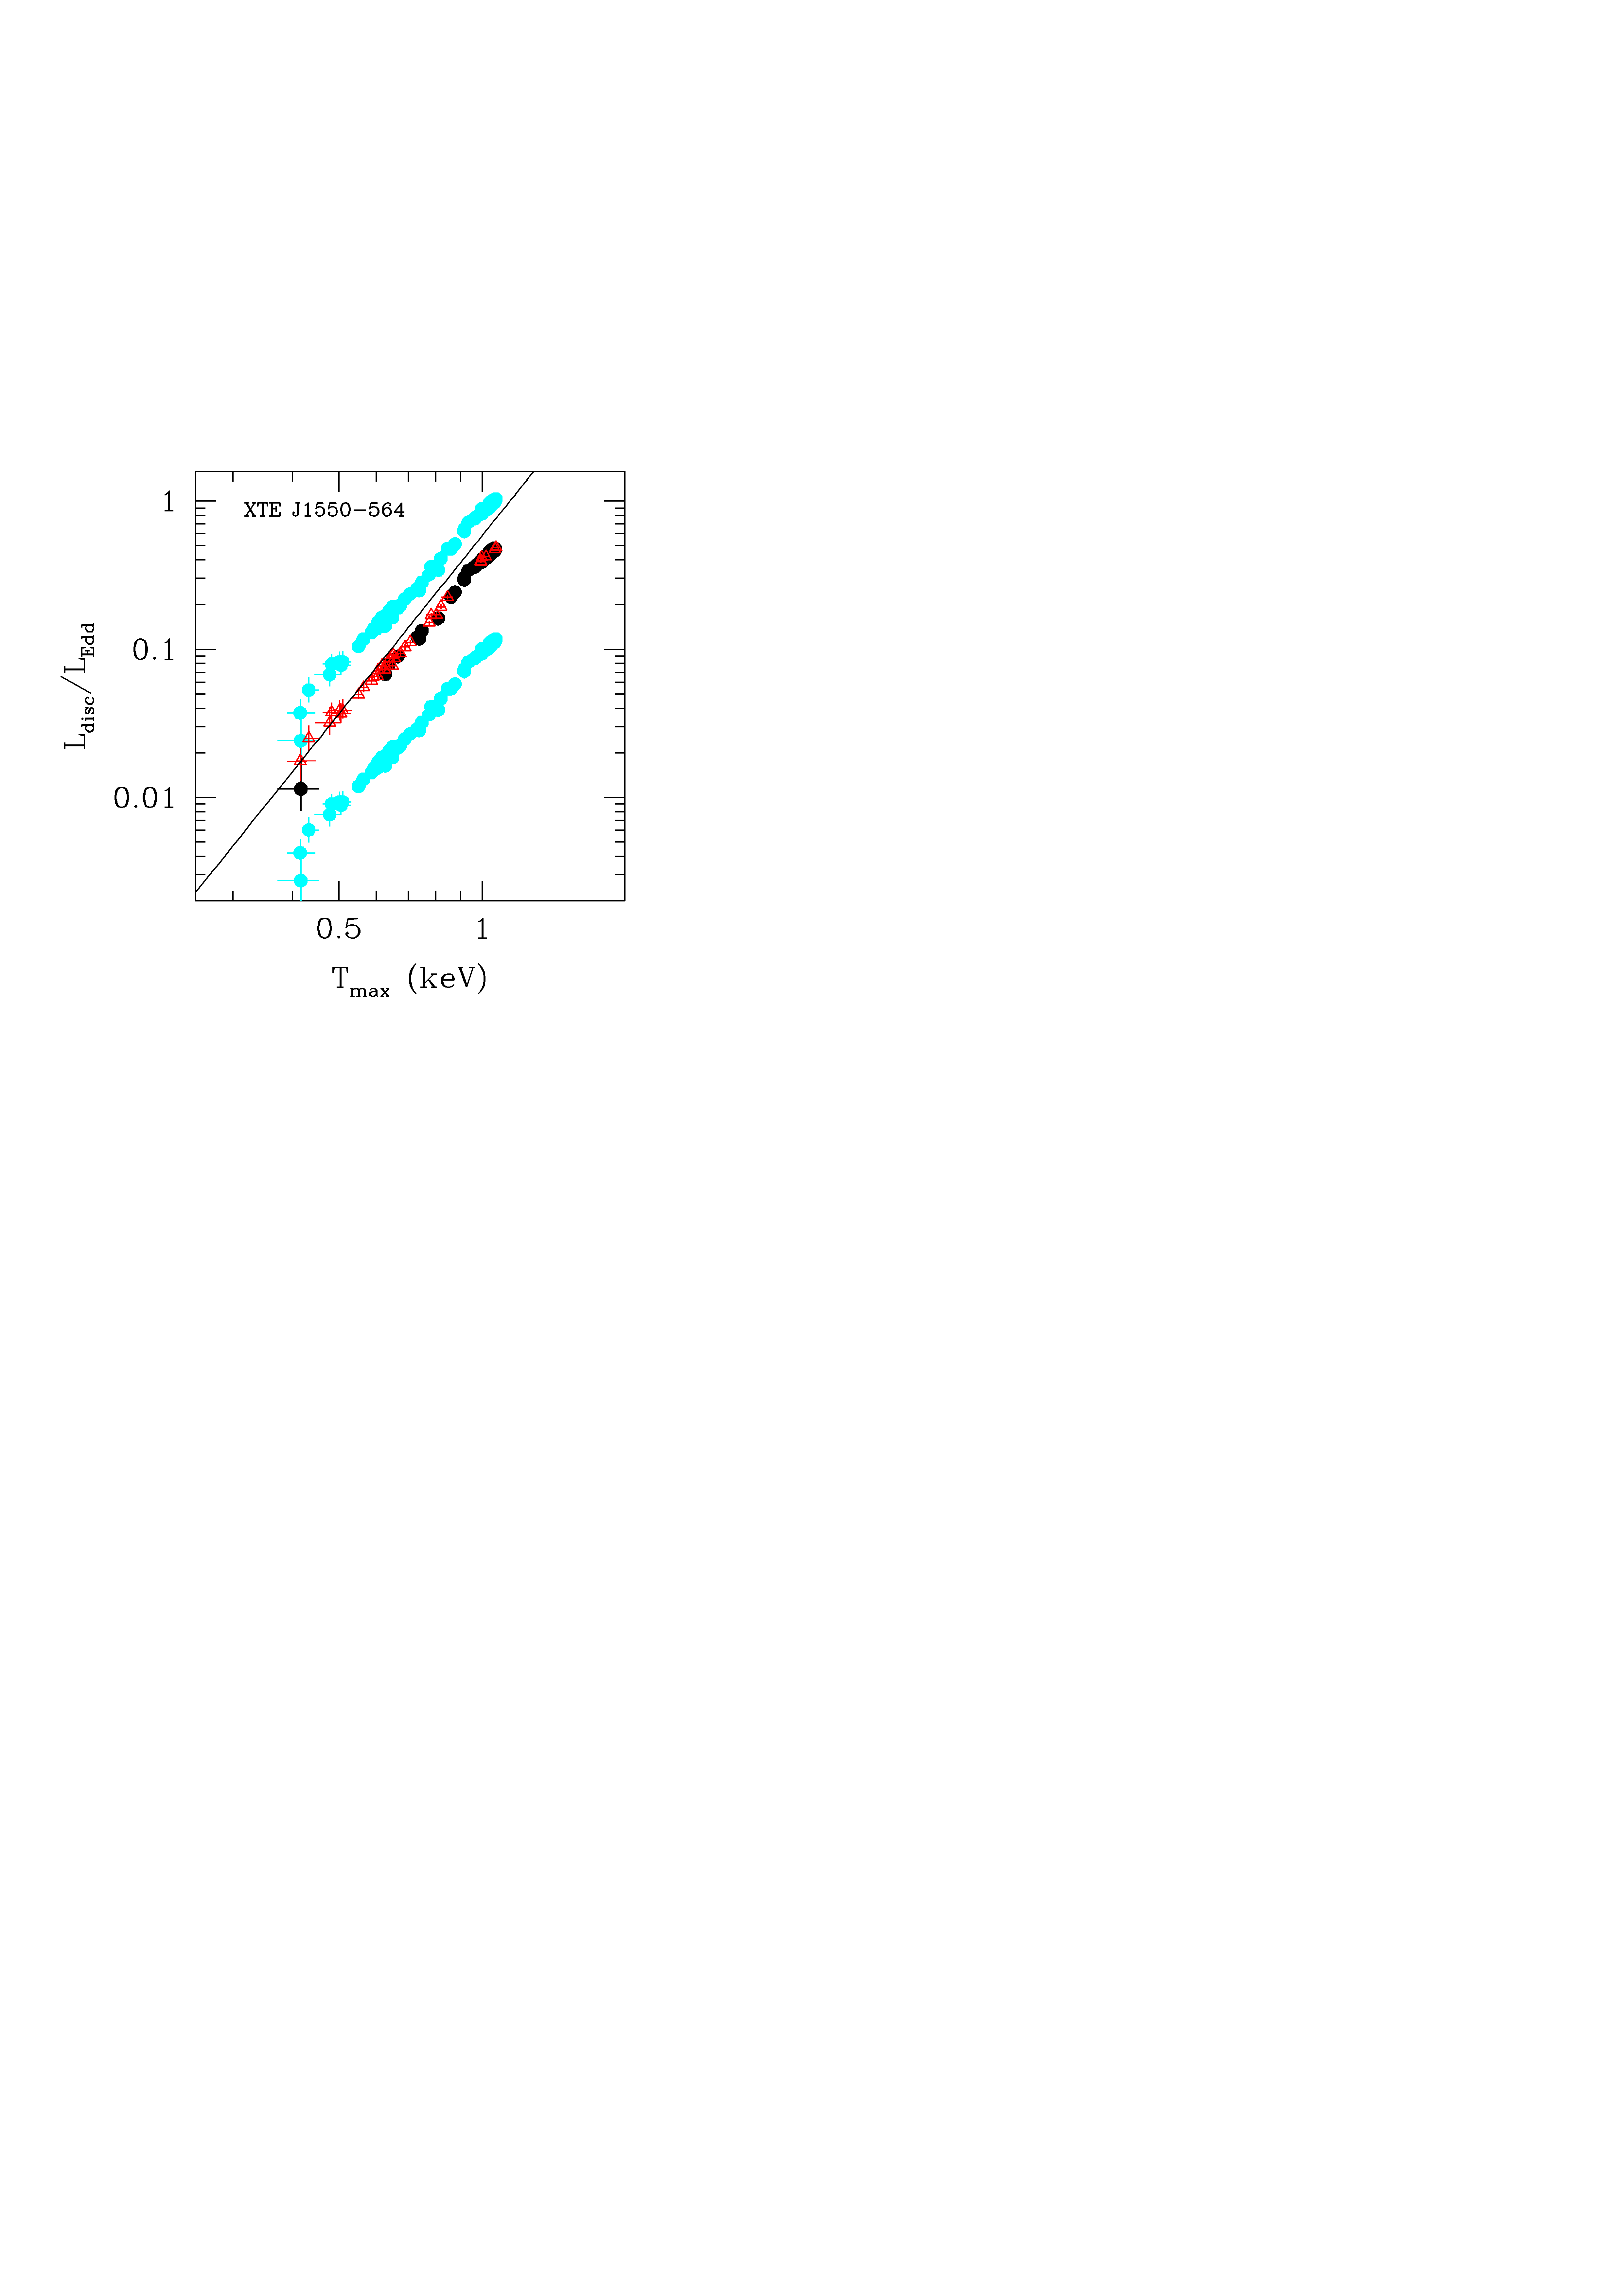 XTE J1550−564
1
0.1
0.01
L_disc/L_Edd
0.5 1
T_max (keV)